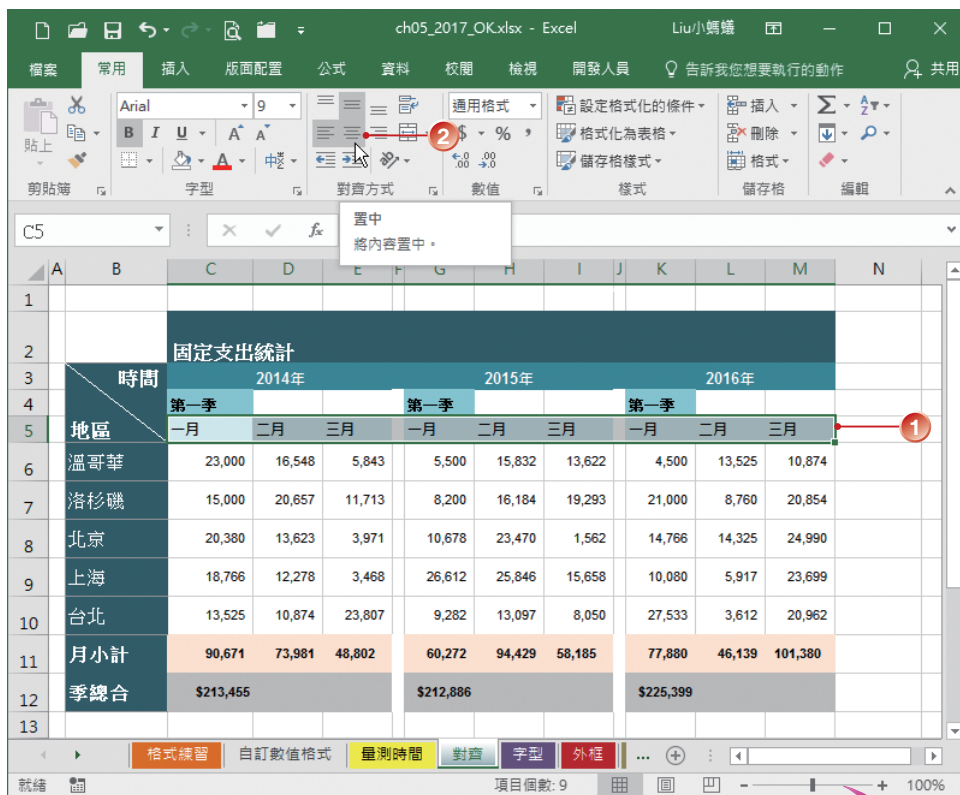 ch05_2017_OK.xlsx - Excel Liu小螞蟻
檔案 常用 插入 版面配置 公式 資料 校閱 檢視 開發人員 告訴我您想要執行的動作 共用
Arial 9 通用格式 設定格式化的條件 插入 Σ
貼上 B I U A A 2 $ % , 格式化為表格 刪除
A 中 .00 .00 儲存格樣式 格式
剪貼簿 字型 對齊方式 數值 樣式 儲存格 編輯
C5 fx
置中
將內容置中。
A B C D E F G H I J K L M N
1
2 固定支出統計
3 時間 2014年 2015年 2016年
4 第一季 第一季 第一季
5 地區 一月 二月 三月 一月 二月 三月 一月 二月 三月 1
6 溫哥華 23,000 16,548 5,843 5,500 15,832 13,622 4,500 13,525 10,874
7 洛杉磯 15,000 20,657 11,713 8,200 16,184 19,293 21,000 8,760 20,854
8 北京 20,380 13,623 3,971 10,678 23,470 1,562 14,766 14,325 24,990
9 上海 18,766 12,278 3,468 26,612 25,846 15,658 10,080 5,917 23,699
10 台北 13,525 10,874 23,807 9,282 13,097 8,050 27,533 3,612 20,962
11 月小計 90,671 73,981 48,802 60,272 94,429 58,185 77,880 46,139 101,380
12 季總合 $213,455 $212,886 $225,399
13
格式練習 自訂數值格式 量測時間 對齊 字型 外框 ...
就緒 項目個數: 9 - + 100%